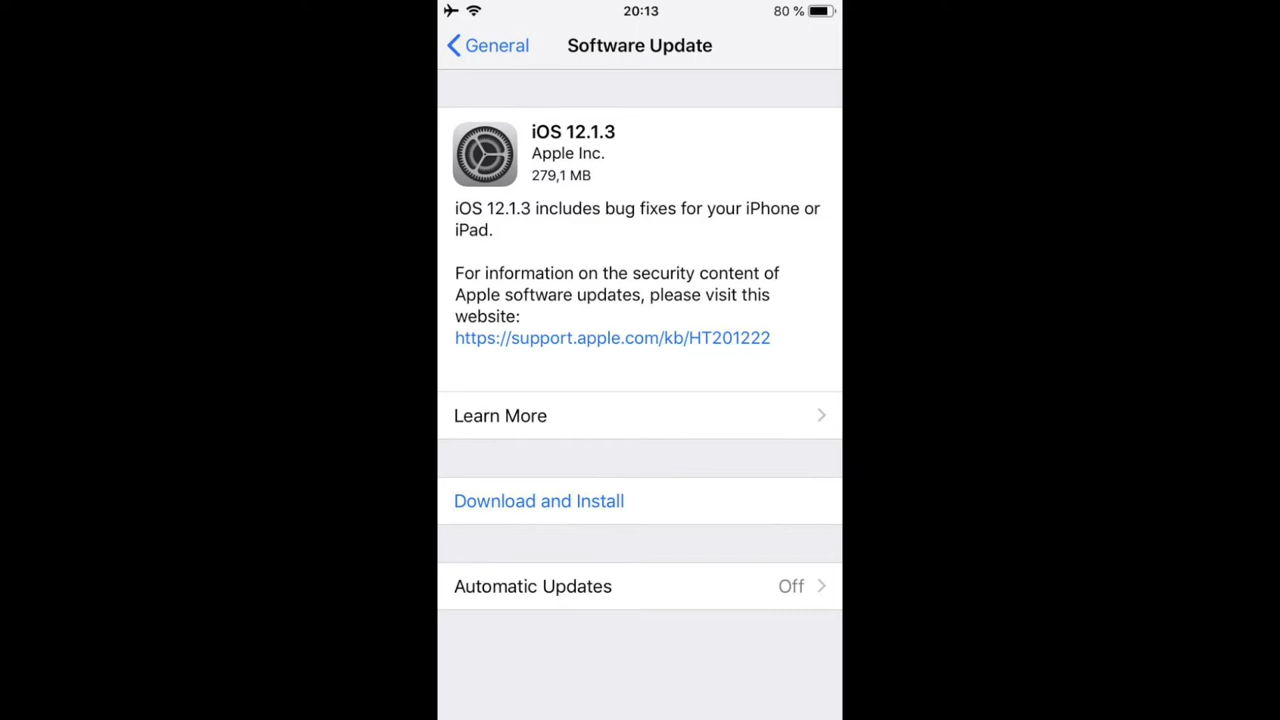 20:13
80 %
General
Software Update
iOS 12.1.3
Apple Inc.
279,1 MB
iOS 12.1.3 includes bug fixes for your iPhone or
iPad.
For information on the security content of
Apple software updates, please visit this
website:
https://support.apple.com/kb/HT201222
Learn More
Download and Install
Automatic Updates
Off